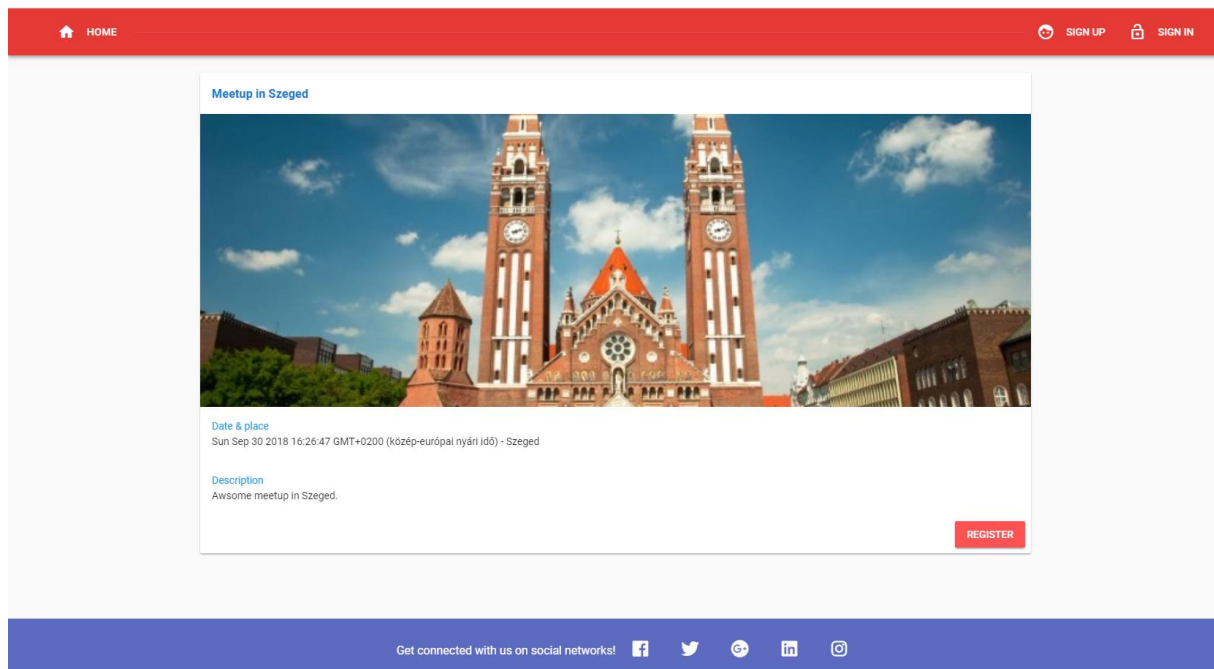 HOME
SIGN UP
SIGN IN
Meetup in Szeged
Date & place
Sun Sep 30 2018 16:26:47 GMT+0200 (közép-európai nyári idő) - Szeged
Description
Awsome meetup in Szeged.
REGISTER
Get connected with us on social networks!